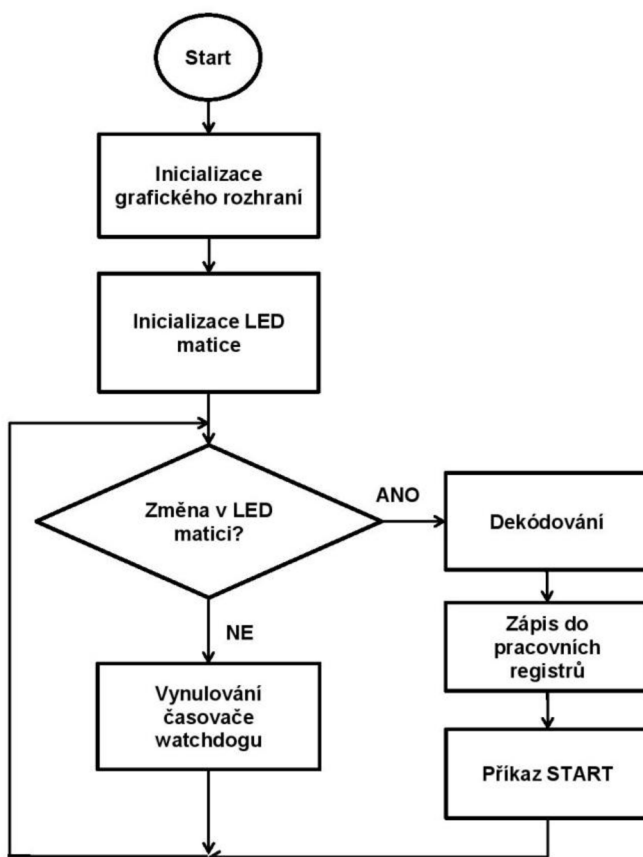 Start
Inicializace
grafického rozhraní
Inicializace LED
matice
Změna v LED
matici?
ANO
Dekódování
NE
Zápis do
pracovních
registrů
Vynulování
časovače
watchdogu
Příkaz START